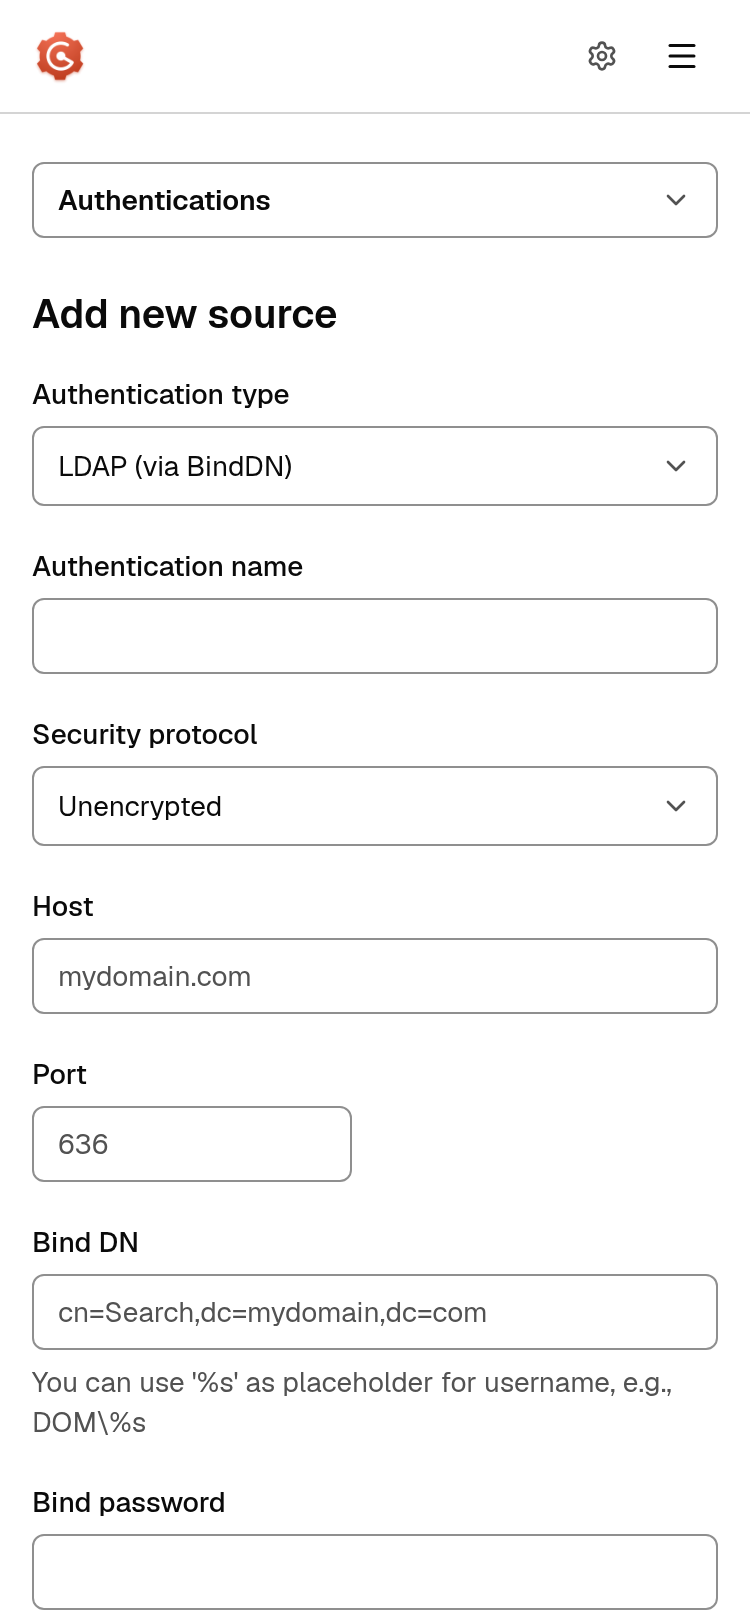 Authentications
Add new source
Authentication type
LDAP (via BindDN)
Authentication name
Security protocol
Unencrypted
Host
mydomain.com
Port
636
Bind DN
cn=Search,dc=mydomain,dc=com
You can use '%s' as placeholder for username, e.g.,
DOM\%s
Bind password